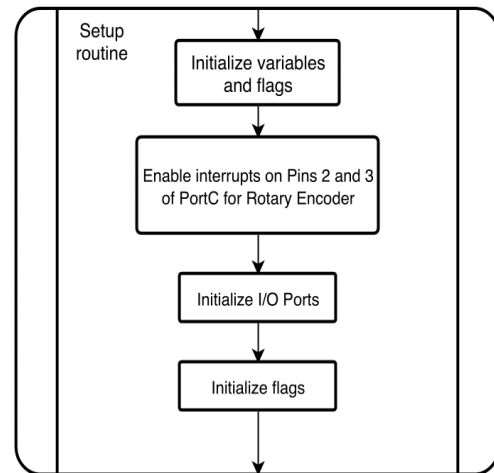 Setup
routine
Initialize variables
and flags
Enable interrupts on Pins 2 and 3
of PortC for Rotary Encoder
Initialize I/O Ports
Initialize flags